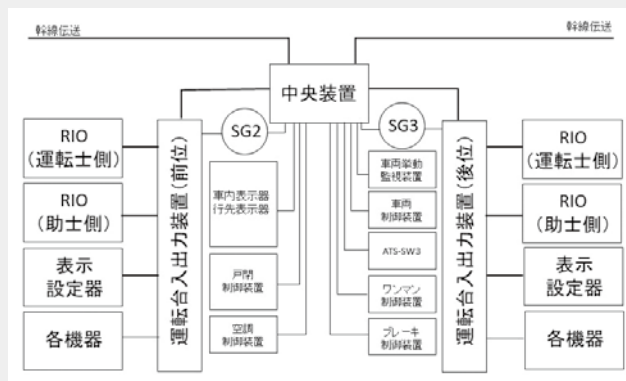 幹線伝送
幹線伝送
中央装置
SG2
SG3
RIO
(運転士側)
RIO
(助士側)
表示
設定器
各機器
運転台入出力装置(前位)
車内表示器
行先表示器
戸閉
制御装置
空調
制御装置
車両挙動
監視装置
車両
制御装置
ATS-SW3
ワンマン
制御装置
ブレーキ
制御装置
運転台入出力装置(後位)
RIO
(運転士側)
RIO
(助士側)
表示
設定器
各機器